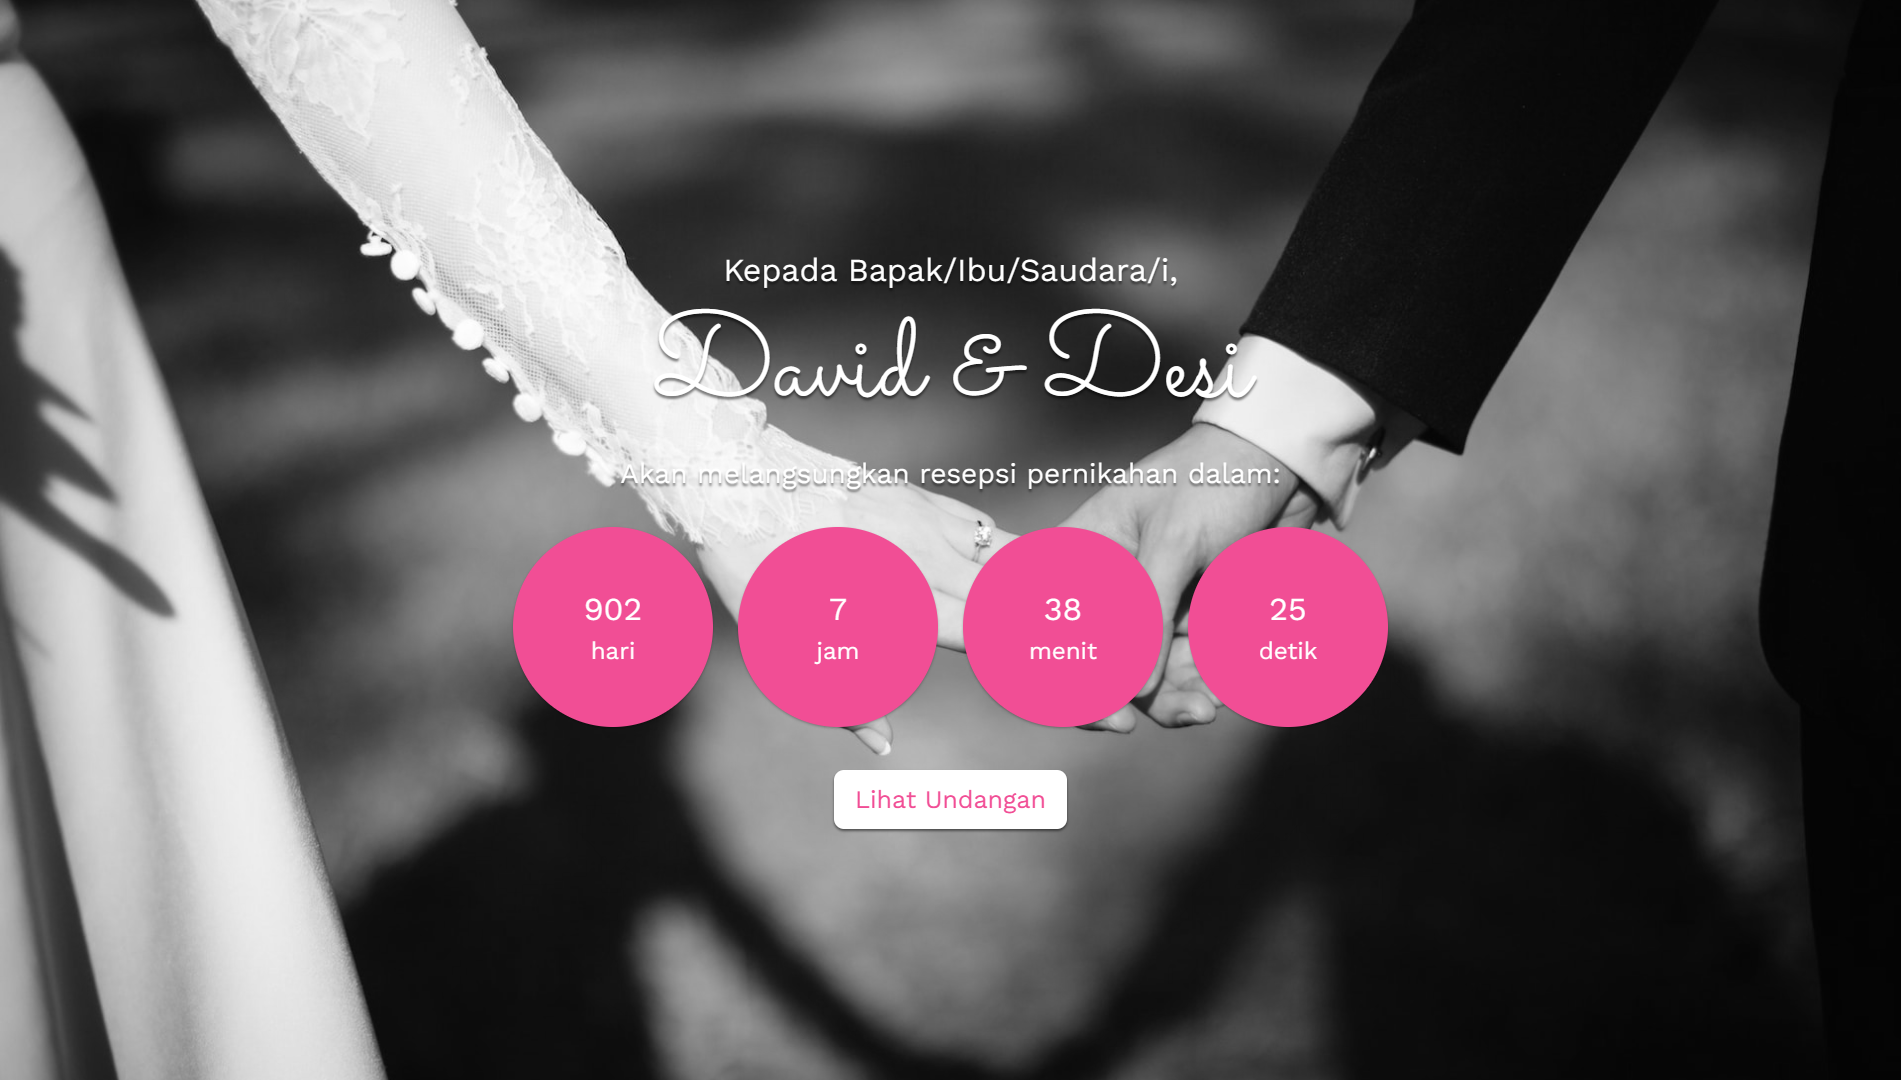 Kepada Bapak/Ibu/Saudara/i,
David & Desi
Akan melangsungkan resepsi pernikahan dalam:
902
hari
7
jam
38
menit
25
detik
Lihat Undangan